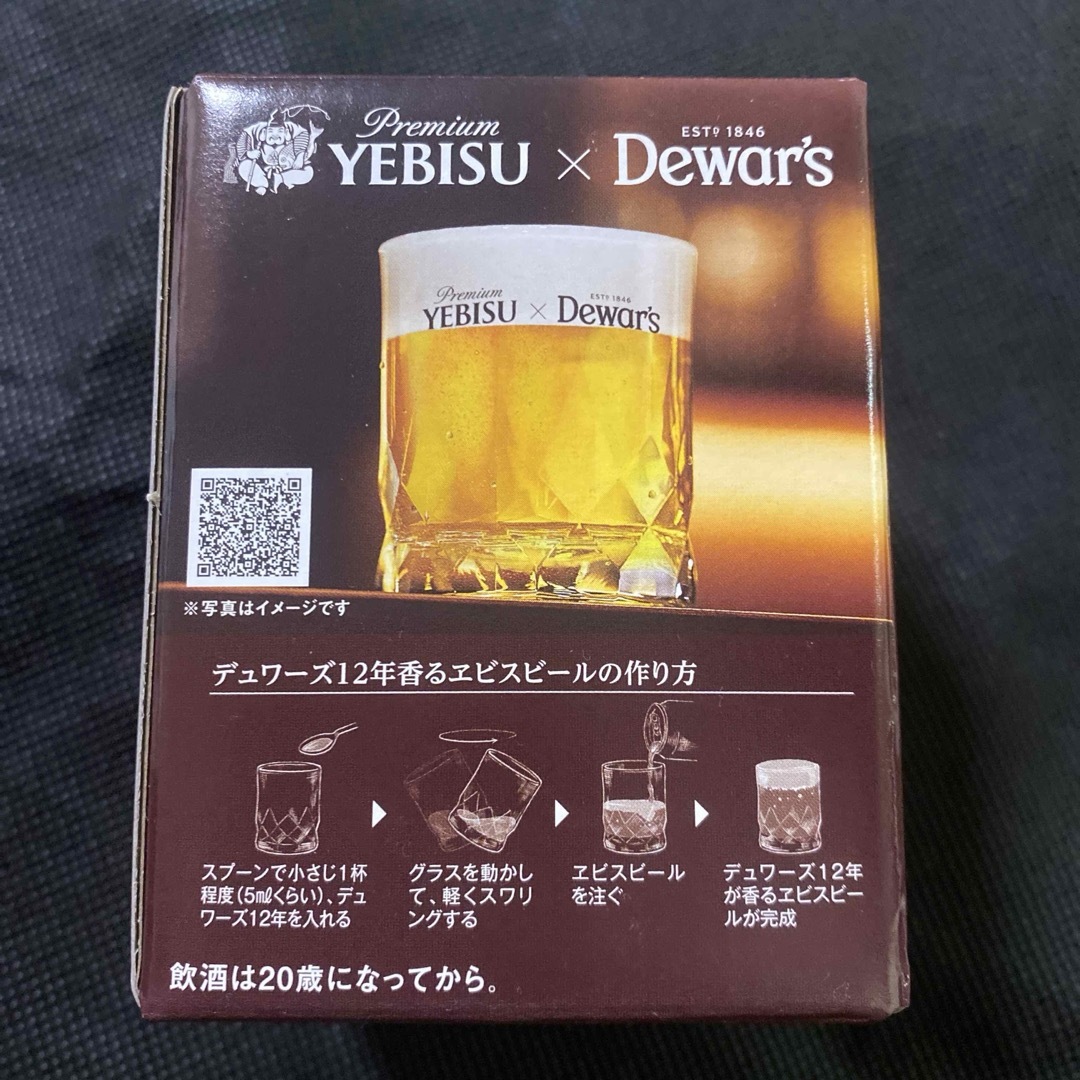 Premium
YEBISU × Dewar's
ESTD 1846
Premium
YEBISU × Dewar's
ESTD 1846
※写真はイメージです
デュワーズ12年香るヱビスビールの作り方
スプーンで小さじ1杯
程度(5mℓくらい)、デュ
ワーズ12年を入れる
グラスを動かし
て、軽くスワリ
ングする
ヱビスビール
を注ぐ
デュワーズ12年
が香るヱビスビー
ルが完成
飲酒は20歳になってから。